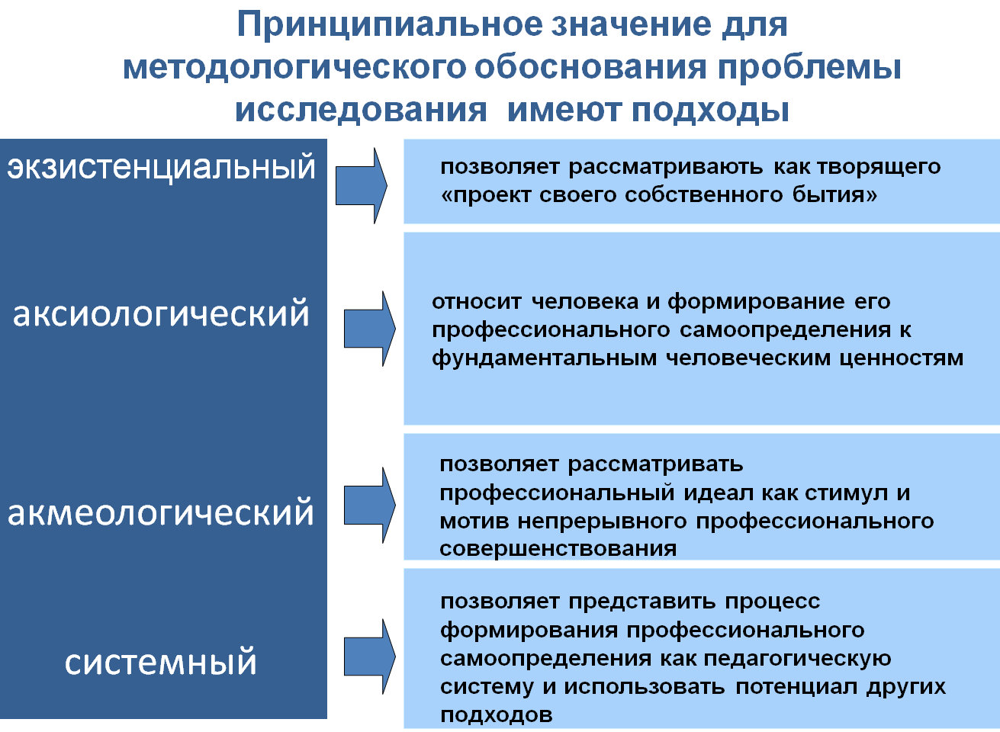 Принципиальное значение для
методологического обоснования проблемы
исследования имеют подходы
экзистенциальный
позволяет рассматривають как творящего
«проект своего собственного бытия»
аксиологический
относит человека и формирование его
профессионального самоопределения к
фундаментальным человеческим ценностям
акмеологический
позволяет рассматривать
профессиональный идеал как стимул и
мотив непрерывного профессионального
совершенствования
системный
позволяет представить процесс
формирования профессионального
самоопределения как педагогическую
систему и использовать потенциал других
подходов